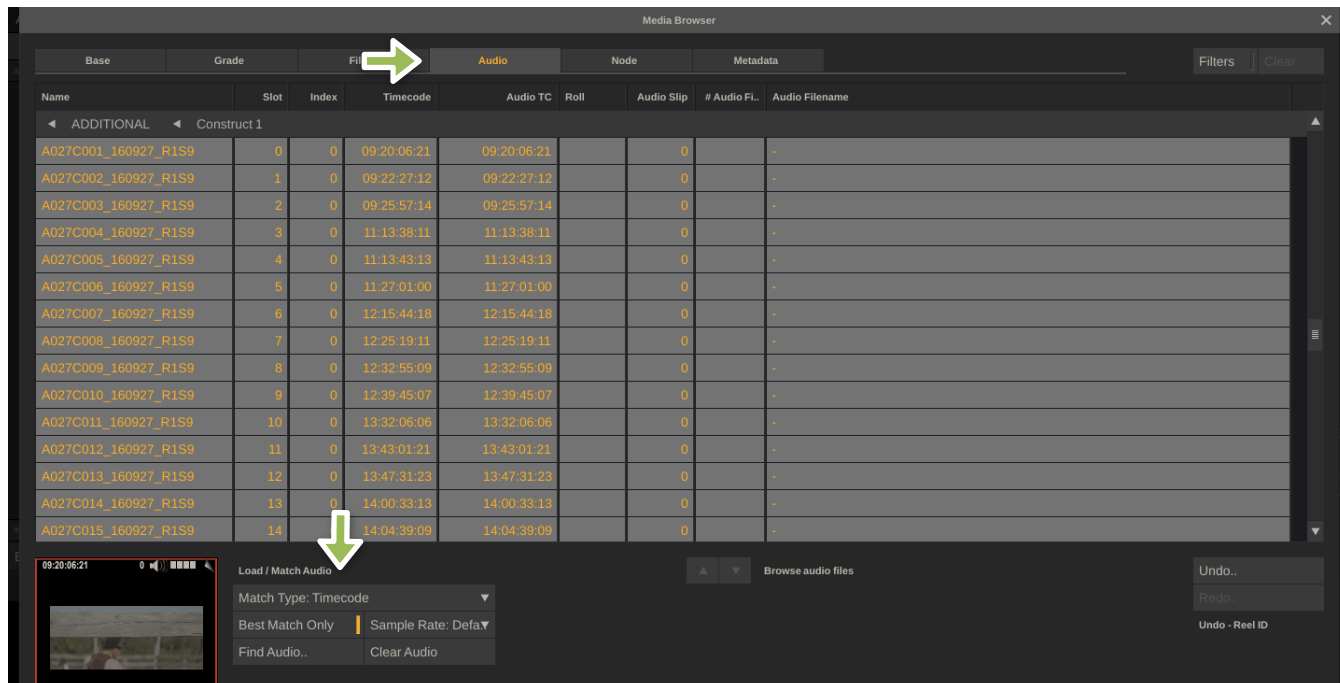 Media Browser
Base Grade Audio Node Metadata Filters Clear
Name Slot Index Timecode Audio TC Roll Audio Slip # Audio Fi.. Audio Filename
ADDITIONAL Construct 1
A027C001_160927_R1S9 0 0 09:20:06:21 09:20:06:21 0 -
A027C002_160927_R1S9 1 0 09:22:27:12 09:22:27:12 0 -
A027C003_160927_R1S9 2 0 09:25:57:14 09:25:57:14 0 -
A027C004_160927_R1S9 3 0 11:13:38:11 11:13:38:11 0 -
A027C005_160927_R1S9 4 0 11:13:43:13 11:13:43:13 0 -
A027C006_160927_R1S9 5 0 11:27:01:00 11:27:01:00 0 -
A027C007_160927_R1S9 6 0 12:15:44:18 12:15:44:18 0 -
A027C008_160927_R1S9 7 0 12:25:19:11 12:25:19:11 0 -
A027C009_160927_R1S9 8 0 12:32:55:09 12:32:55:09 0 -
A027C010_160927_R1S9 9 0 12:39:45:07 12:39:45:07 0 -
A027C011_160927_R1S9 10 0 13:32:06:06 13:32:06:06 0 -
A027C012_160927_R1S9 11 0 13:43:01:21 13:43:01:21 0 -
A027C013_160927_R1S9 12 0 13:47:31:23 13:47:31:23 0 -
A027C014_160927_R1S9 13 0 14:00:33:13 14:00:33:13 0 -
A027C015_160927_R1S9 14 14:04:39:09 14:04:39:09 0 -
09:20:06:21 0
Load / Match Audio Browse audio files Undo..
Match Type: Timecode Redo..
Best Match Only Sample Rate: Defa Undo - Reel ID
Find Audio.. Clear Audio